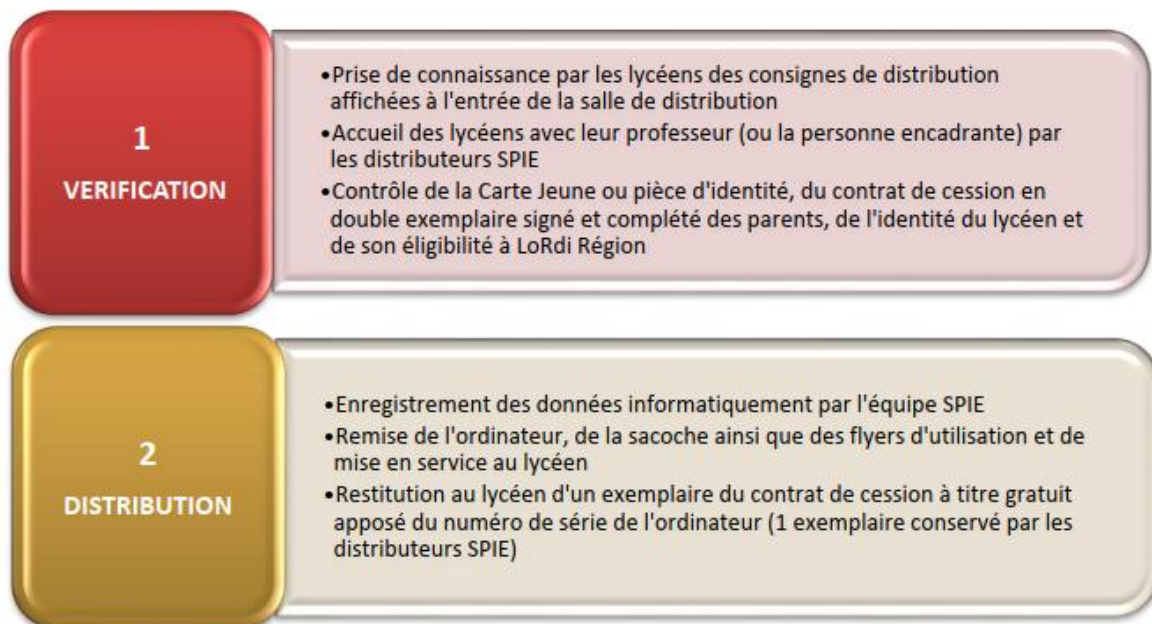 1
VERIFICATION
•Prise de connaissance par les lycéens des consignes de distribution
affichées à l'entrée de la salle de distribution
•Accueil des lycéens avec leur professeur (ou la personne encadrante) par
les distributeurs SPIE
•Contrôle de la Carte Jeune ou pièce d'identité, du contrat de cession en
double exemplaire signé et complété des parents, de l'identité du lycéen et
de son éligibilité à LoRdi Région
2
DISTRIBUTION
•Enregistrement des données informatiquement par l'équipe SPIE
•Remise de l'ordinateur, de la sacoche ainsi que des flyers d'utilisation et de
mise en service au lycéen
•Restitution au lycéen d'un exemplaire du contrat de cession à titre gratuit
apposé du numéro de série de l'ordinateur (1 exemplaire conservé par les
distributeurs SPIE)